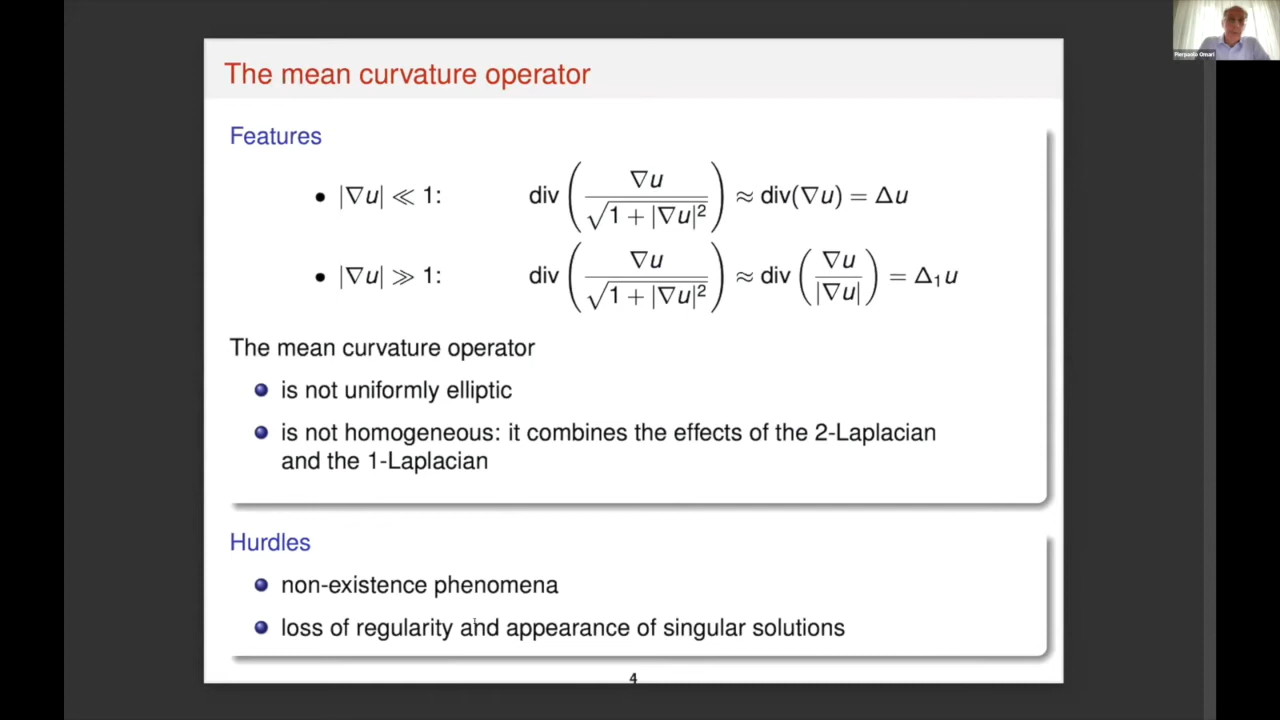 Pierpaolo Omari
The mean curvature operator
Features
• |∇u| ≪ 1: div(∇u / √(1 + |∇u|²)) ≈ div(∇u) = Δu
• |∇u| ≫ 1: div(∇u / √(1 + |∇u|²)) ≈ div(∇u / |∇u|) = Δ₁u
The mean curvature operator
is not uniformly elliptic
is not homogeneous: it combines the effects of the 2-Laplacian
and the 1-Laplacian
Hurdles
non-existence phenomena
loss of regularity and appearance of singular solutions
4